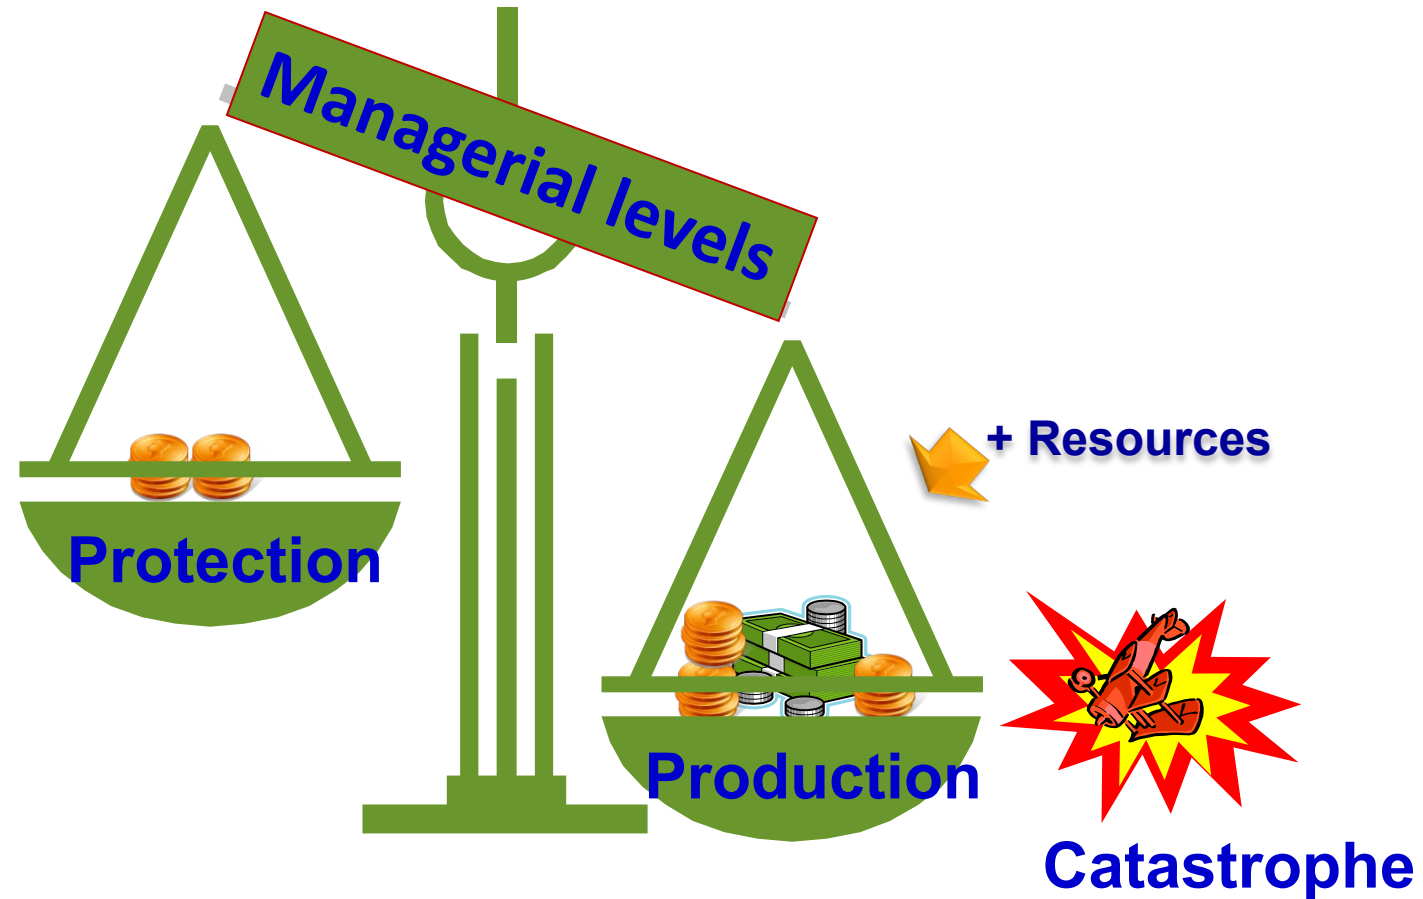 Managerial levels
+ Resources
Protection
Production
Catastrophe